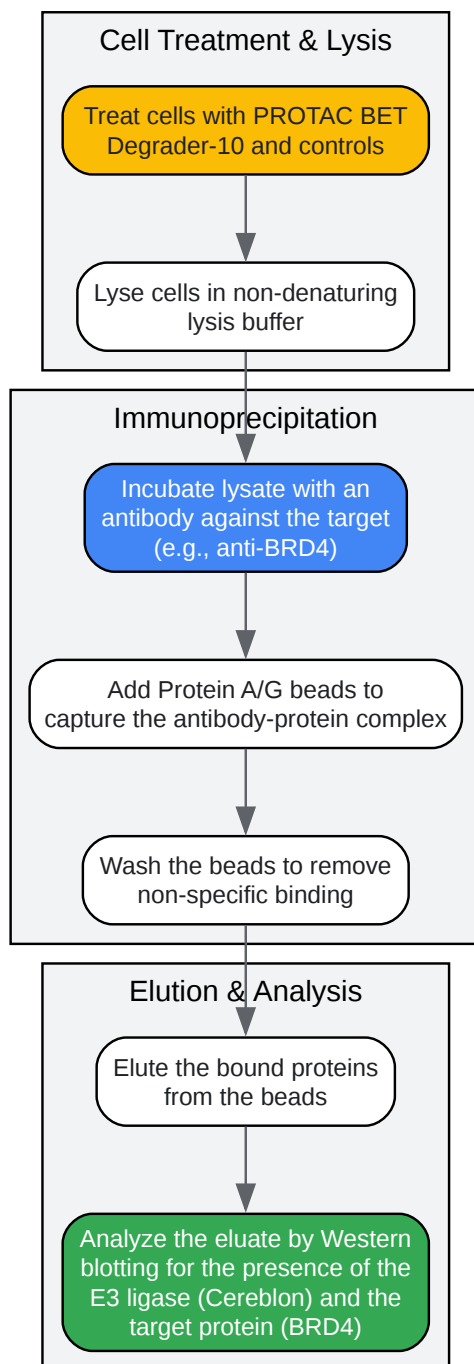 Cell Treatment & Lysis
Treat cells with PROTAC BET
Degrader-10 and controls
Lyse cells in non-denaturing
lysis buffer
Immunoprecipitation
Incubate lysate with an
antibody against the target
(e.g., anti-BRD4)
Add Protein A/G beads to
capture the antibody-protein complex
Wash the beads to remove
non-specific binding
Elution & Analysis
Elute the bound proteins
from the beads
Analyze the eluate by Western
blotting for the presence of the
E3 ligase (Cereblon) and the
target protein (BRD4)